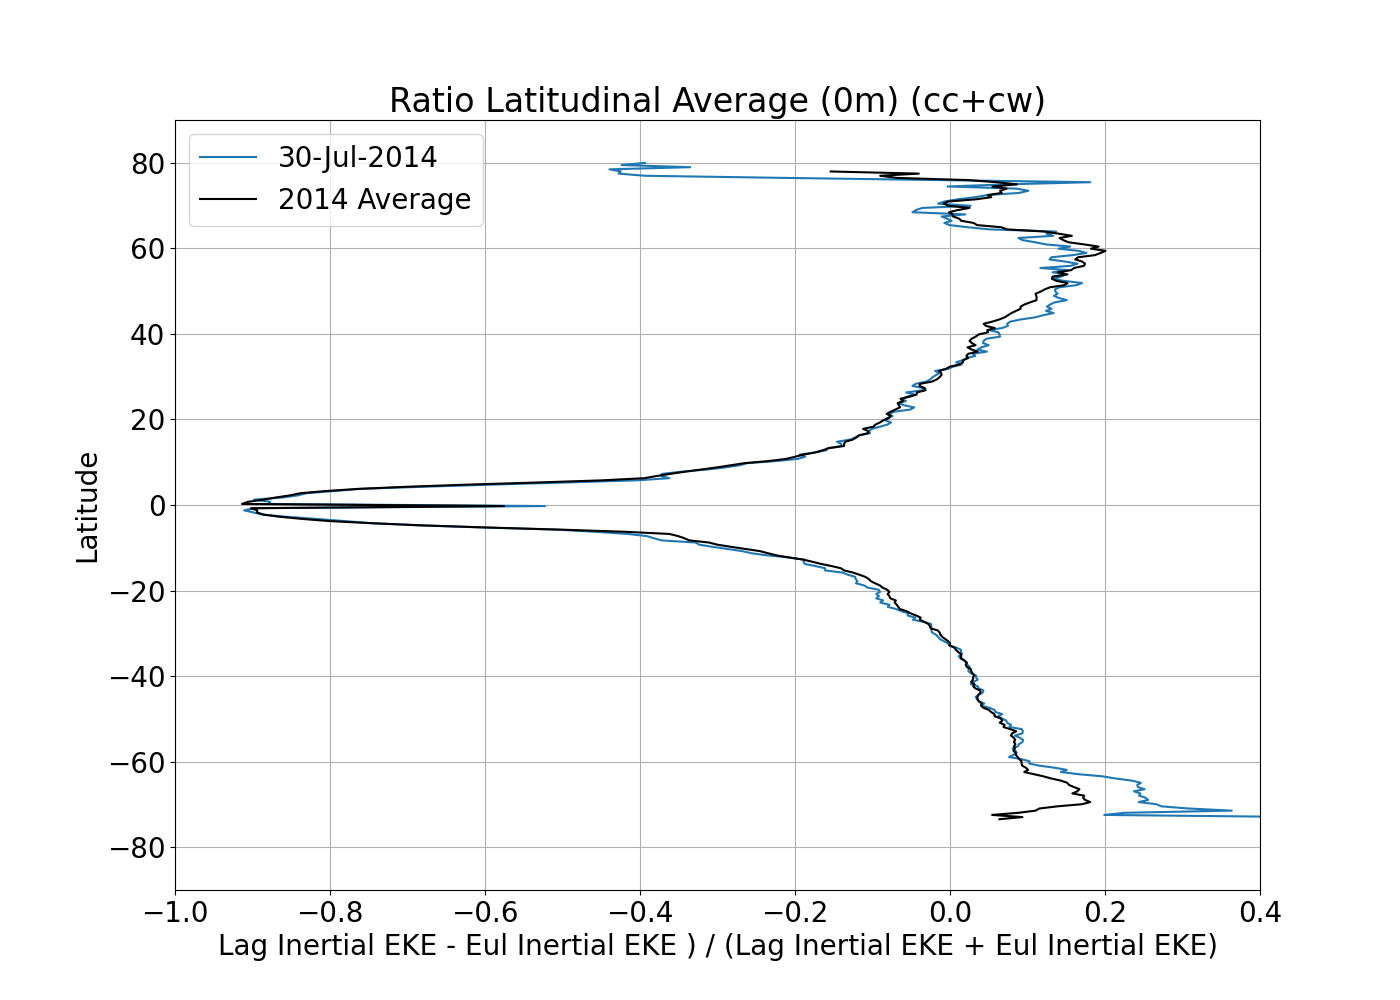 Ratio Latitudinal Average (0m) (cc+cw)
30-Jul-2014
2014 Average
80
60
40
20
0
−20
−40
−60
−80
Latitude
−1.0 −0.8 −0.6 −0.4 −0.2 0.0 0.2 0.4
Lag Inertial EKE - Eul Inertial EKE ) / (Lag Inertial EKE + Eul Inertial EKE)